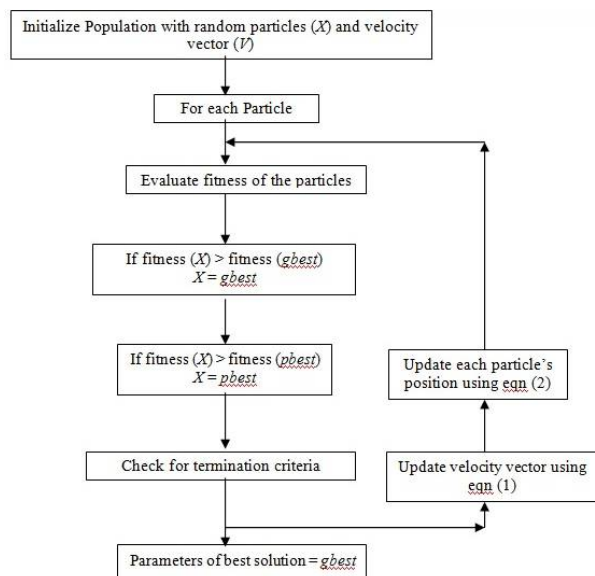 Initialize Population with random particles (X) and velocity
vector (V)
For each Particle
Evaluate fitness of the particles
If fitness (X) > fitness (gbest)
X = gbest
If fitness (X) > fitness (pbest)
X = pbest
Check for termination criteria
Parameters of best solution = gbest
Update velocity vector using
eqn (1)
Update each particle's
position using eqn (2)